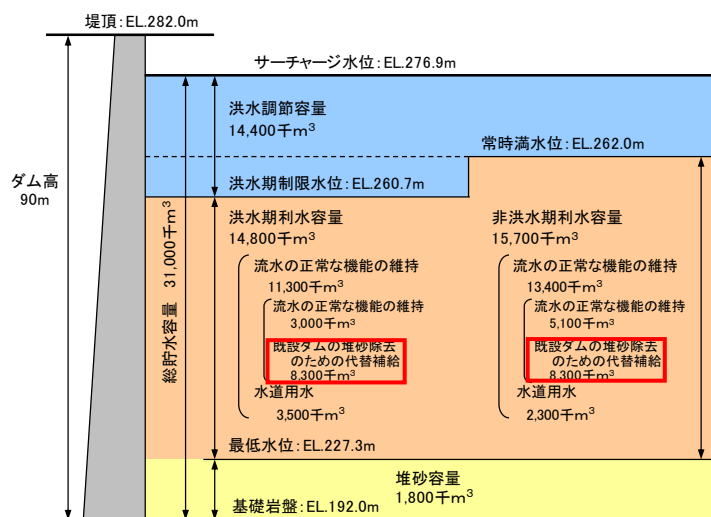 堤頂:EL.282.0m
サーチャージ水位:EL.276.9m
洪水調節容量
14,400千m³
常時満水位:EL.262.0m
ダム高
90m
洪水期制限水位:EL.260.7m
総貯水容量 31,000千m³
洪水期利水容量
14,800千m³
流水の正常な機能の維持
11,300千m³
流水の正常な機能の維持
3,000千m³
既設ダムの堆砂除去
のための代替補給
8,300千m³
水道用水
3,500千m³
非洪水期利水容量
15,700千m³
流水の正常な機能の維持
13,400千m³
流水の正常な機能の維持
5,100千m³
既設ダムの堆砂除去
のための代替補給
8,300千m³
水道用水
2,300千m³
最低水位:EL.227.3m
堆砂容量
1,800千m³
基礎岩盤:EL.192.0m